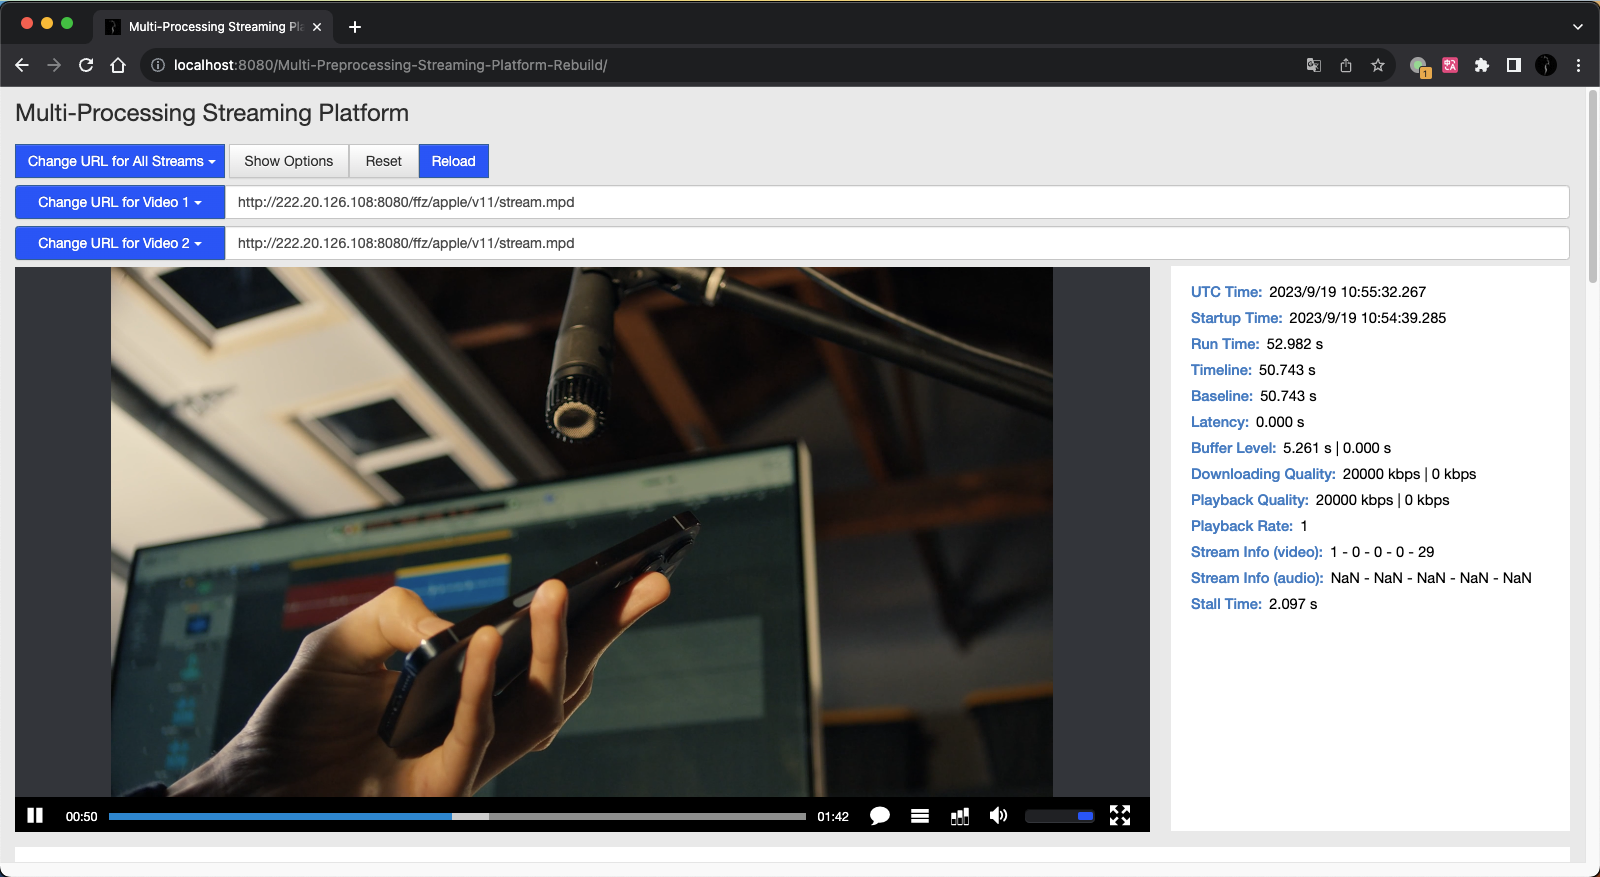 Multi-Processing Streaming Pl
localhost:8080/Multi-Preprocessing-Streaming-Platform-Rebuild/
1
Multi-Processing Streaming Platform
Change URL for All Streams Show Options Reset Reload
Change URL for Video 1 http://222.20.126.108:8080/ffz/apple/v11/stream.mpd
Change URL for Video 2 http://222.20.126.108:8080/ffz/apple/v11/stream.mpd
UTC Time: 2023/9/19 10:55:32.267
Startup Time: 2023/9/19 10:54:39.285
Run Time: 52.982 s
Timeline: 50.743 s
Baseline: 50.743 s
Latency: 0.000 s
Buffer Level: 5.261 s | 0.000 s
Downloading Quality: 20000 kbps | 0 kbps
Playback Quality: 20000 kbps | 0 kbps
Playback Rate: 1
Stream Info (video): 1 - 0 - 0 - 0 - 29
Stream Info (audio): NaN - NaN - NaN - NaN - NaN
Stall Time: 2.097 s
00:50 01:42